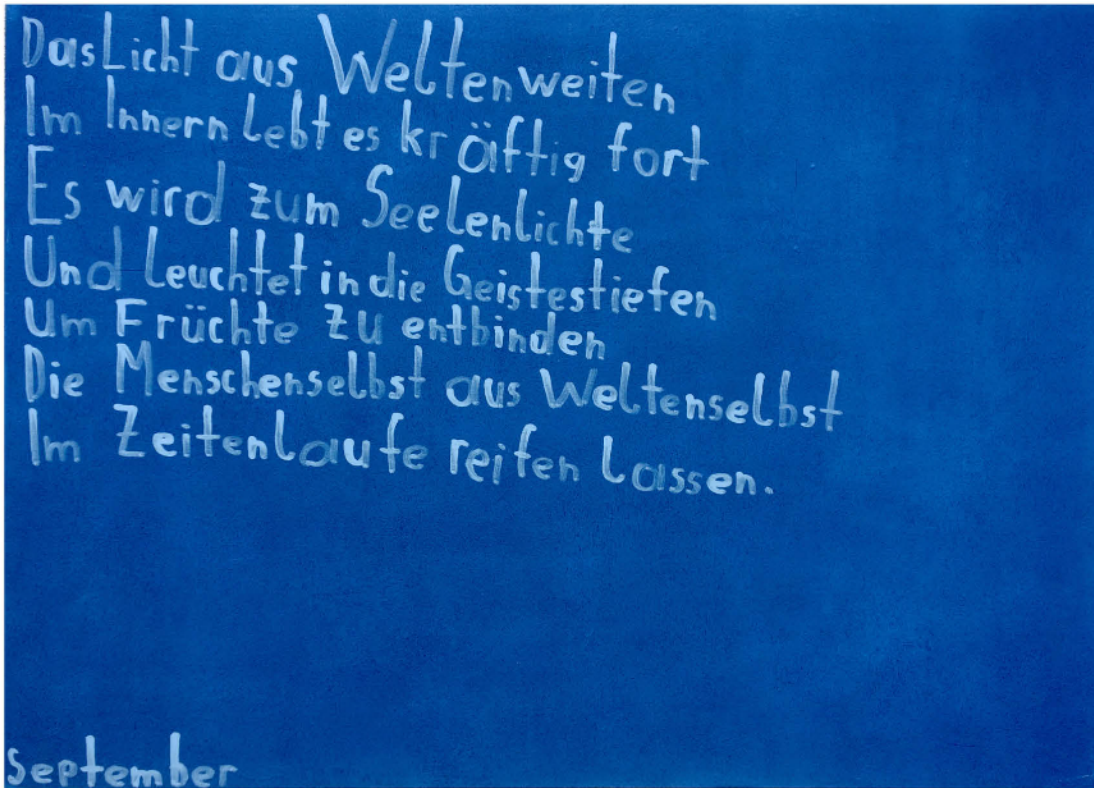 Das Licht aus Weltenweiten
Im Innern lebt es kräftig fort
Es wird zum Seelenlichte
Und leuchtet in die Geistestiefen
Um Früchte zu entbinden
Die Menschenselbst aus Weltenselbst
Im Zeitenlaufe reifen lassen.
September